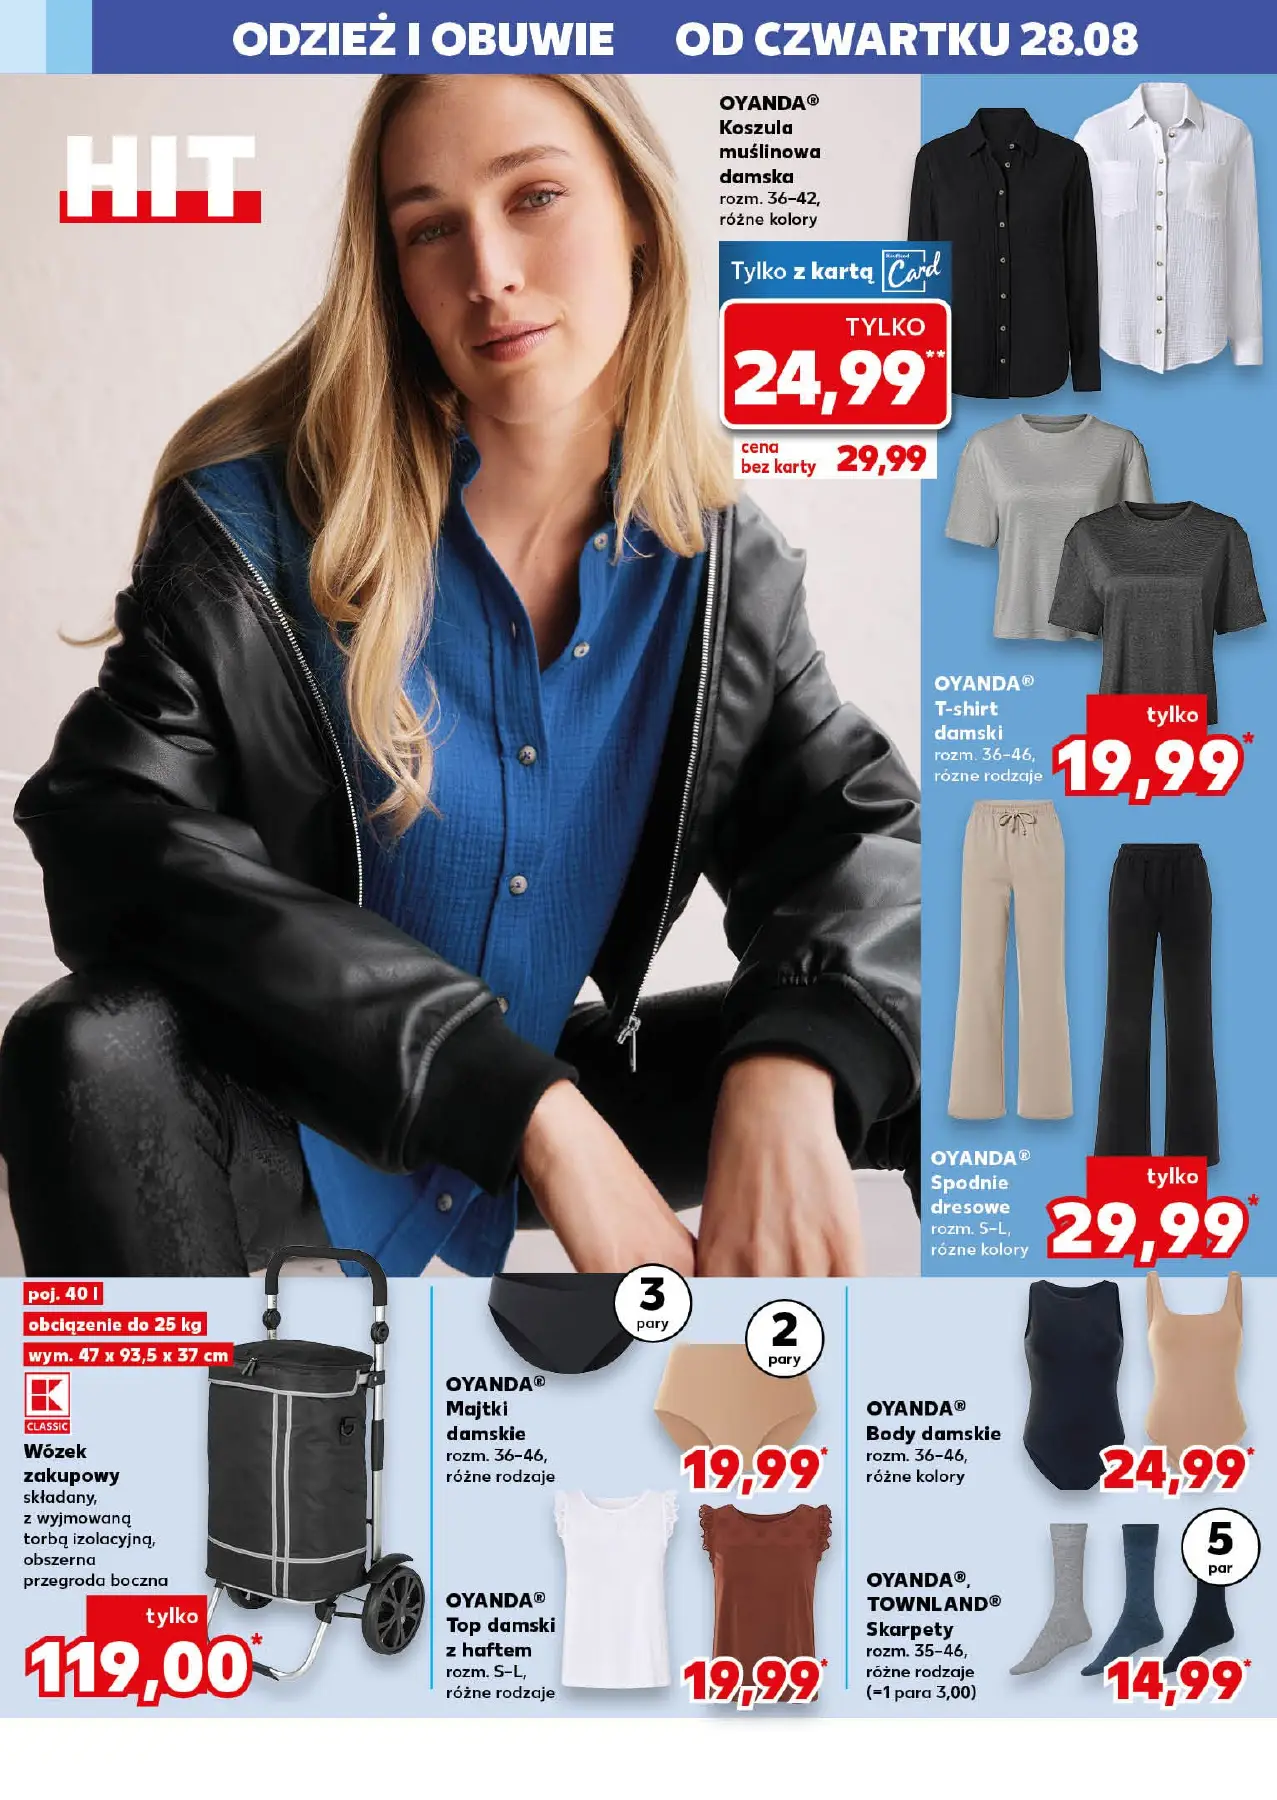 ODZIEŻ I OBUWIE OD CZWARTKU 28.08
HIT
OYANDA®
Koszula
muślinowa
damska
rozm. 36–42,
różne kolory
Tylko z kartą
Kaufland
Card
TYLKO
24,99**
cena
bez karty
29,99
OYANDA®
T-shirt
damski
rozm. 36–46,
różne rodzaje
tylko
19,99*
OYANDA®
Spodnie
dresowe
rozm. S–L,
różne kolory
tylko
29,99*
poj. 40 l
obciązenie do 25 kg
wym. 47 x 93,5 x 37 cm
K
CLASSIC
Wózek
zakupowy
składany,
z wyjmowaną
torbą izolacyjną,
obszerna
przegroda boczna
tylko
119,00*
3
pary
2
pary
OYANDA®
Majtki
damskie
rozm. 36–46,
różne rodzaje
19,99*
OYANDA®
Top damski
z haftem
rozm. S–L,
różne rodzaje
19,99*
OYANDA®
Body damskie
rozm. 36–46,
różne kolory
24,99*
5
par
OYANDA®,
TOWNLAND®
Skarpety
rozm. 35–46,
różne rodzaje
(=1 para 3,00)
14,99*